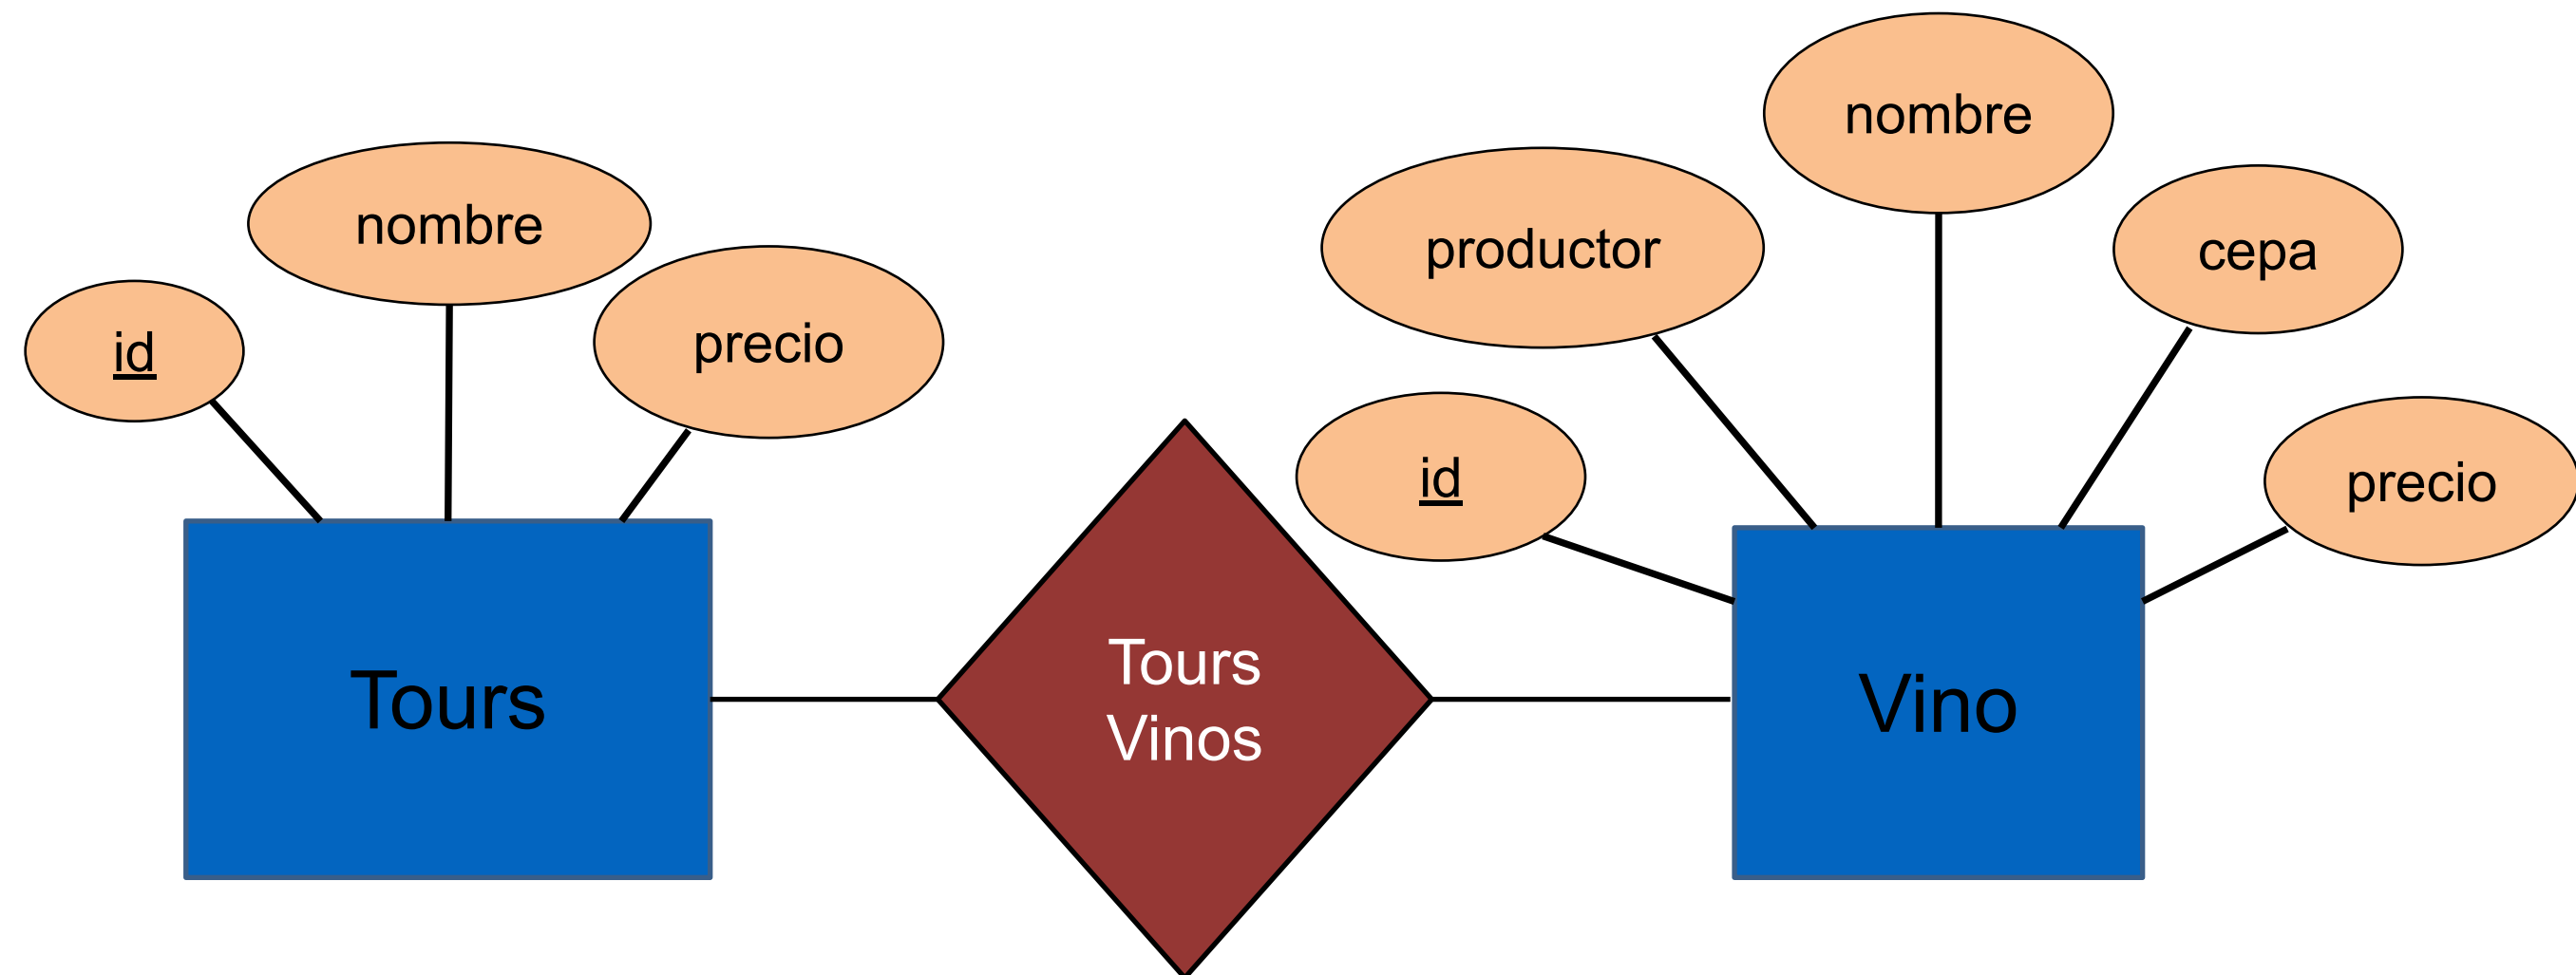 nombre
id
precio
Tours
Tours
Vinos
nombre
productor
cepa
id
precio
Vino